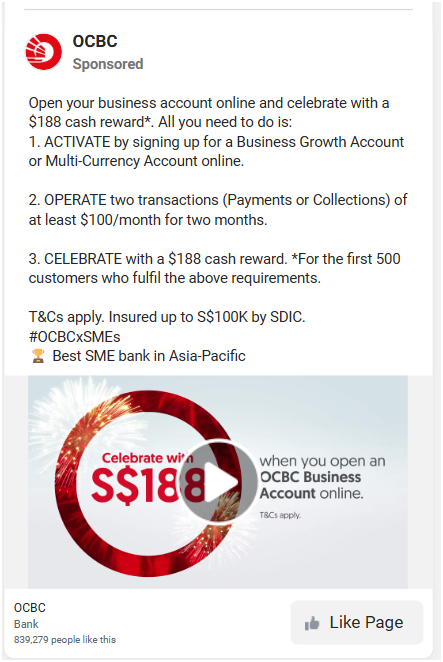 OCBC
Sponsored
Open your business account online and celebrate with a
$188 cash reward*. All you need to do is:
1. ACTIVATE by signing up for a Business Growth Account
or Multi-Currency Account online.
2. OPERATE two transactions (Payments or Collections) of
at least $100/month for two months.
3. CELEBRATE with a $188 cash reward. *For the first 500
customers who fulfil the above requirements.
T&Cs apply. Insured up to S$100K by SDIC.
#OCBCxSMEs
🏆 Best SME bank in Asia-Pacific
Celebrate with
S$188
when you open an
OCBC Business
Account online.
T&Cs apply.
OCBC
Bank
839,279 people like this
Like Page